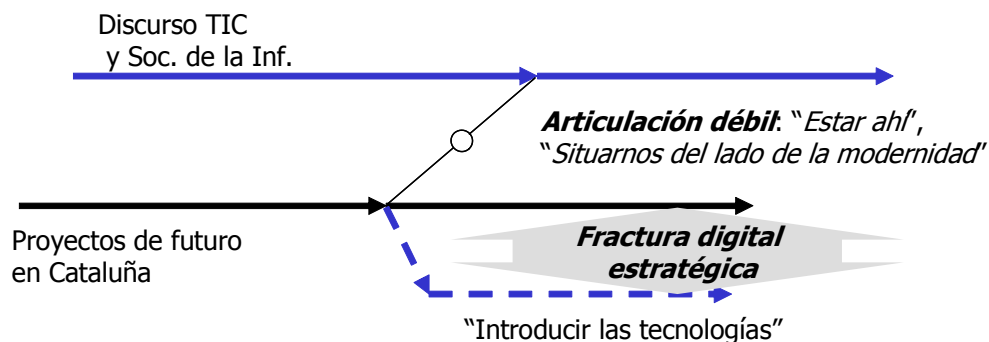 Discurso TIC
y Soc. de la Inf.
Articulación débil: “Estar ahí”,
“Situarnos del lado de la modernidad”
Proyectos de futuro
en Cataluña
Fractura digital
estratégica
“Introducir las tecnologías”